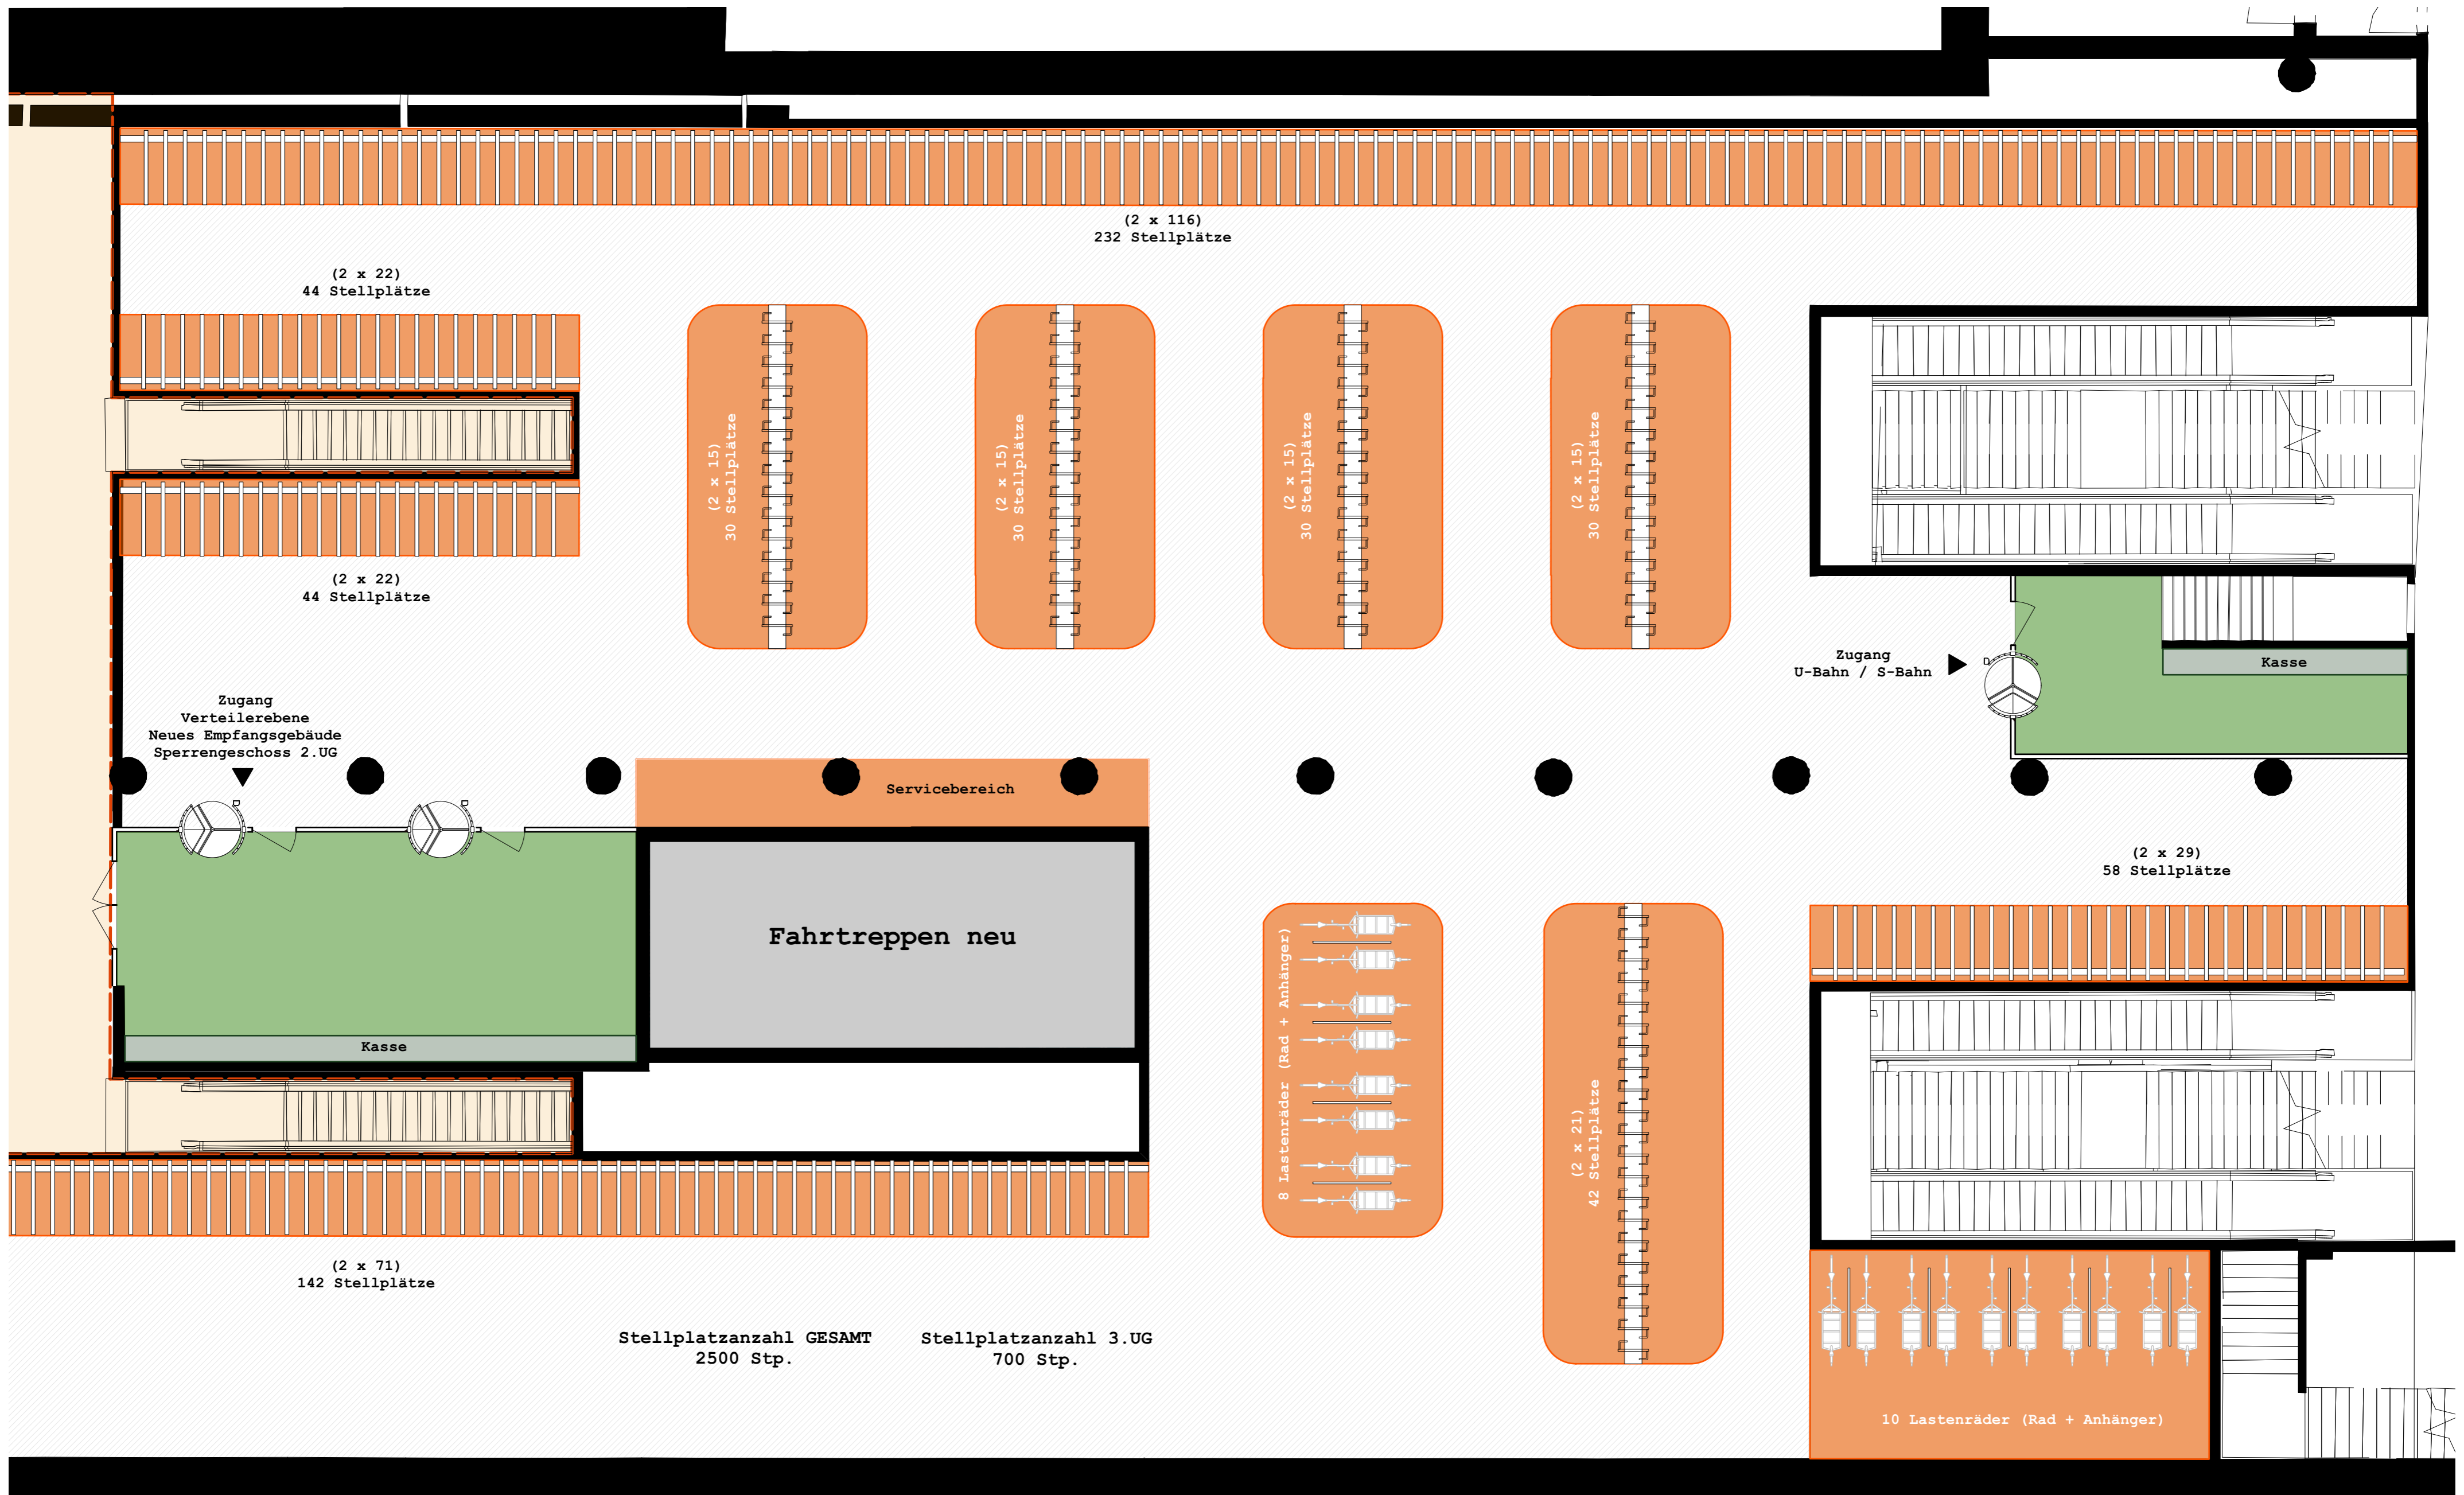 (2 x 116)
232 Stellplätze
(2 x 22)
44 Stellplätze
(2 x 15)
30 Stellplätze
(2 x 15)
30 Stellplätze
(2 x 15)
30 Stellplätze
(2 x 15)
30 Stellplätze
(2 x 22)
44 Stellplätze
Zugang
U-Bahn / S-Bahn
Kasse
Zugang
Verteilerebene
Neues Empfangsgebäude
Sperrengeschoss 2.UG
Servicebereich
(2 x 29)
58 Stellplätze
Fahrtreppen neu
Kasse
8 Lastenräder (Rad + Anhänger)
(2 x 21)
42 Stellplätze
(2 x 71)
142 Stellplätze
Stellplatzanzahl GESAMT
2500 Stp.
Stellplatzanzahl 3.UG
700 Stp.
10 Lastenräder (Rad + Anhänger)